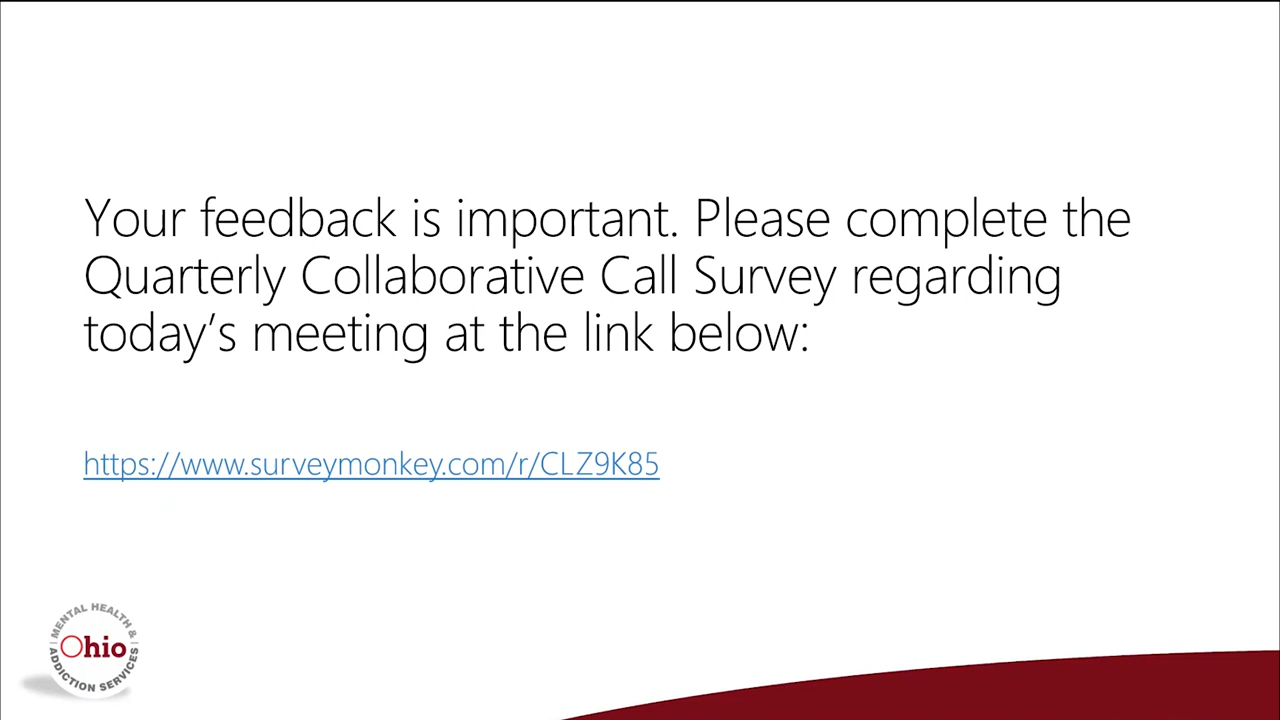 Your feedback is important. Please complete the
Quarterly Collaborative Call Survey regarding
today’s meeting at the link below:
https://www.surveymonkey.com/r/CLZ9K85
MENTAL HEALTH &
Ohio
ADDICTION SERVICES